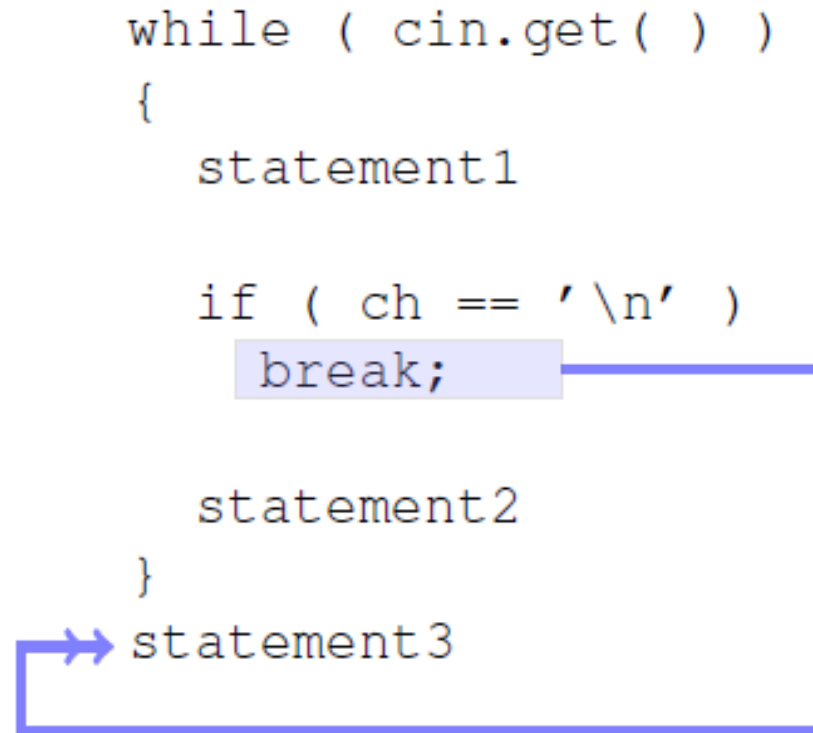 while ( cin.get( ) )
{
statement1
if ( ch == '\n' )
break;
statement2
}
statement3